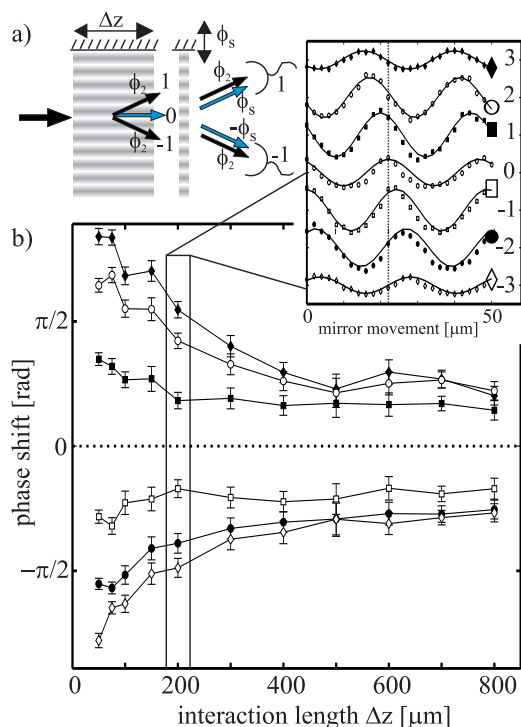 a)
Δz
ϕs
ϕ2
1
0
ϕ2
-1
ϕ2
ϕs
1
-ϕs
ϕ2
-1
3
2
1
0
-1
-2
-3
0
50
mirror movement [µm]
b)
π/2
0
−π/2
phase shift [rad]
0
200
400
600
800
interaction length Δz [µm]